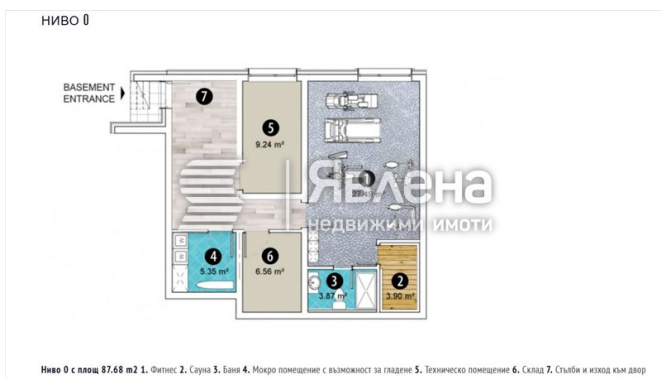 НИВО 0
BASEMENT
ENTRANCE
7
5
9.24 m²
1
27.49 m²
ЯВЛЕНА
НЕДВИЖИМИ ИМОТИ
4
5.35 m²
6
6.56 m²
3
3.87 m²
2
3.90 m²
Ниво 0 с площ 87.68 m2 1. Фитнес 2. Сауна 3. Баня 4. Мокро помещение с възможност за гладене 5. Техническо помещение 6. Склад 7. Стълби и изход към двор